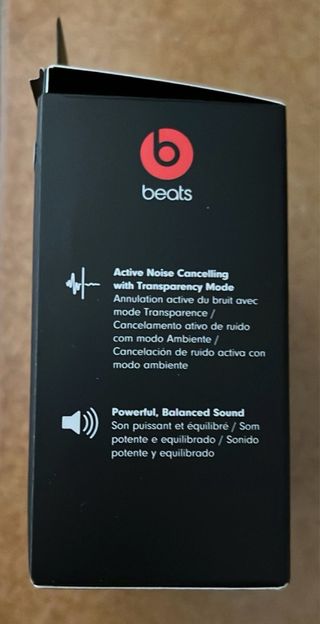 beats
Active Noise Cancelling
with Transparency Mode
Annulation active du bruit avec
mode Transparence /
Cancelamento ativo de ruído
com modo Ambiente /
Cancelación de ruido activa con
modo ambiente
Powerful, Balanced Sound
Son puissant et équilibré / Som
potente e equilibrado / Sonido
potente y equilibrado